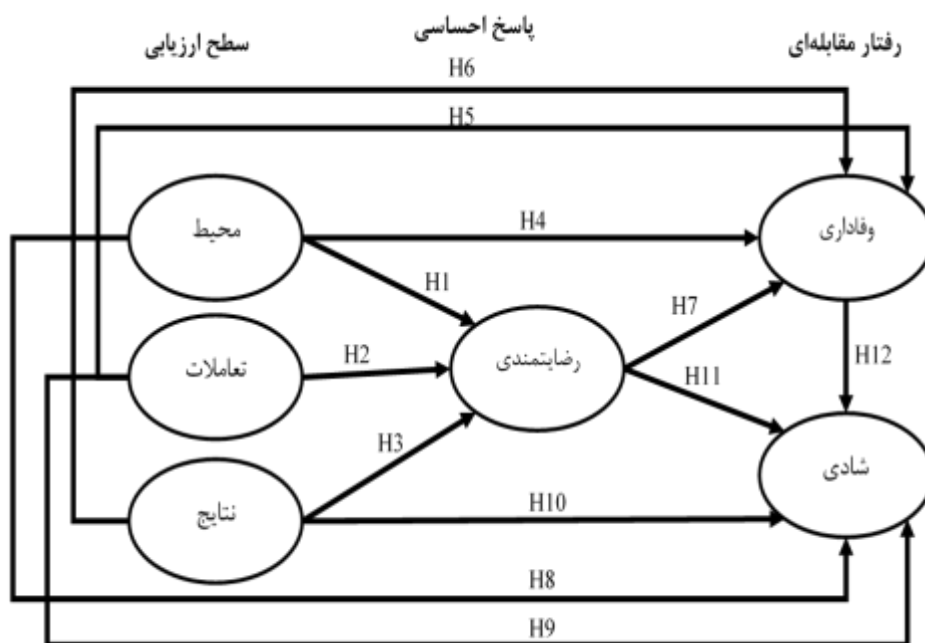 سطح ارزیابی
پاسخ احساسی
رفتار مقابله‌ای
H6
H5
محیط
H4
وفاداری
H1
H7
تعاملات
H2
رضایتمندی
H12
H11
H3
شادی
نتایج
H10
H8
H9